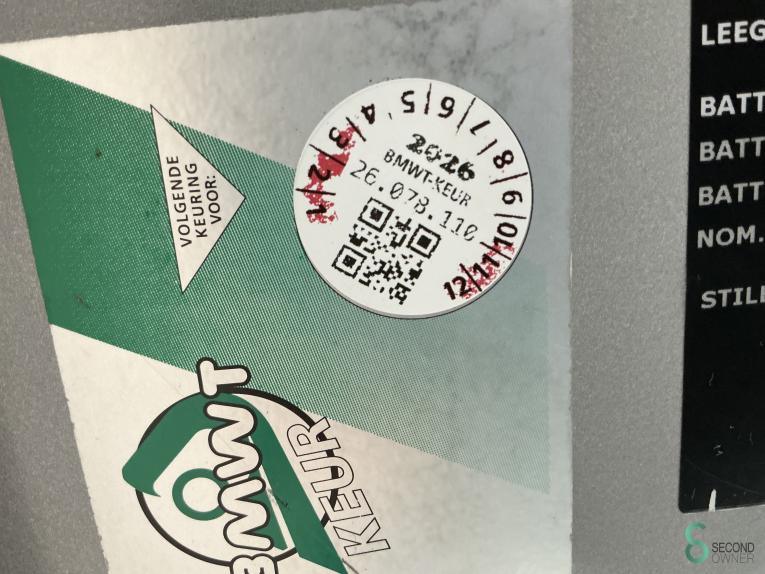 VOLGENDE
KEURING
VOOR:
1/2/3/4/5/6/7/8/9/10/11/12
2026
BMWT-KEUR
26.078.110
BMWT
KEUR
LEEG
BATT
BATT
BATT
NOM.
STILL
SECOND
OWNER